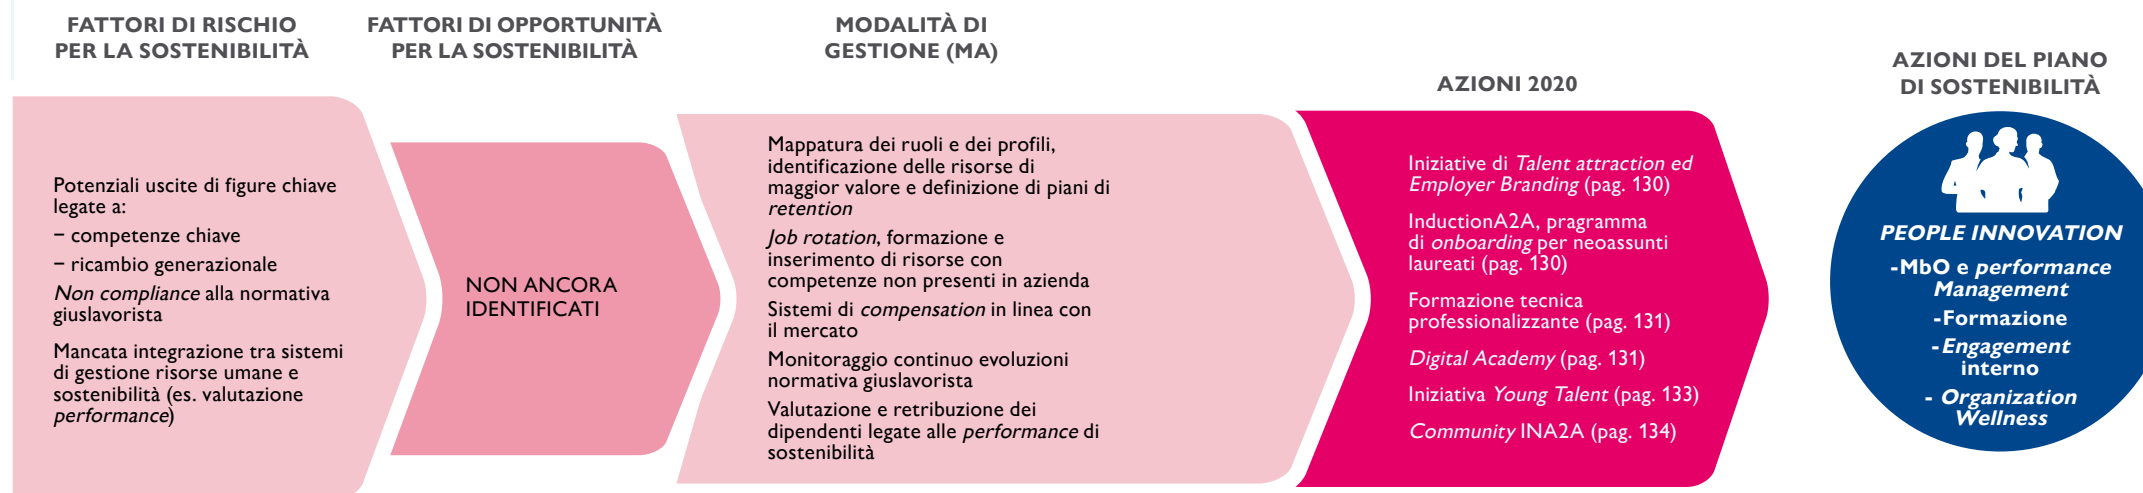 FATTORI DI RISCHIO
PER LA SOSTENIBILITÀ
Potenziali uscite di figure chiave
legate a:
– competenze chiave
– ricambio generazionale
Non compliance alla normativa
giuslavorista
Mancata integrazione tra sistemi
di gestione risorse umane e
sostenibilità (es. valutazione
performance)
FATTORI DI OPPORTUNITÀ
PER LA SOSTENIBILITÀ
NON ANCORA
IDENTIFICATI
MODALITÀ DI
GESTIONE (MA)
Mappatura dei ruoli e dei profili,
identificazione delle risorse di
maggior valore e definizione di piani di
retention
Job rotation, formazione e
inserimento di risorse con
competenze non presenti in azienda
Sistemi di compensation in linea con
il mercato
Monitoraggio continuo evoluzioni
normativa giuslavorista
Valutazione e retribuzione dei
dipendenti legate alle performance di
sostenibilità
AZIONI 2020
Iniziative di Talent attraction ed
Employer Branding (pag. 130)
InductionA2A, pragramma
di onboarding per neoassunti
laureati (pag. 130)
Formazione tecnica
professionalizzante (pag. 131)
Digital Academy (pag. 131)
Iniziativa Young Talent (pag. 133)
Community INA2A (pag. 134)
AZIONI DEL PIANO
DI SOSTENIBILITÀ
PEOPLE INNOVATION
-MbO e performance
Management
-Formazione
-Engagement
interno
- Organization
Wellness